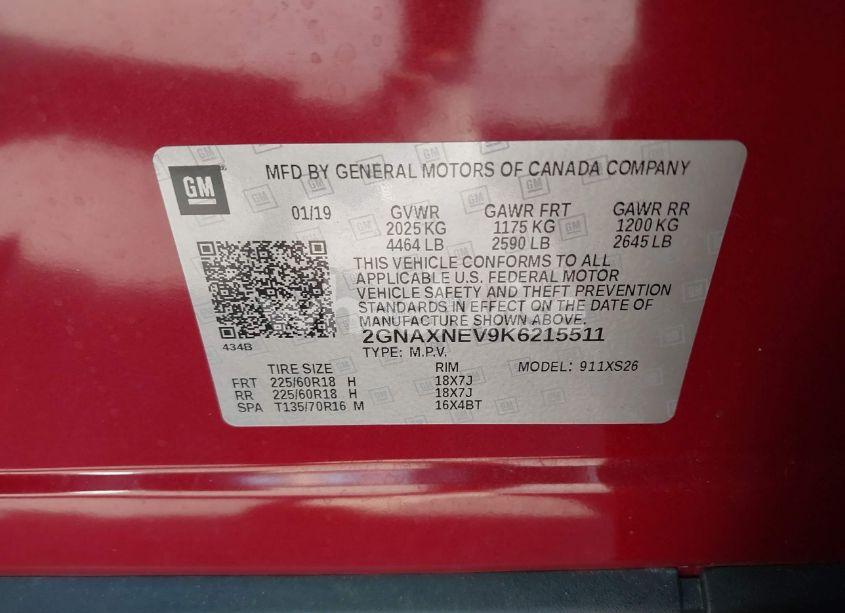 GM
MFD BY GENERAL MOTORS OF CANADA COMPANY
01/19 GVWR GAWR FRT GAWR RR
2025 KG 1175 KG 1200 KG
4464 LB 2590 LB 2645 LB
THIS VEHICLE CONFORMS TO ALL
APPLICABLE U.S. FEDERAL MOTOR
VEHICLE SAFETY AND THEFT PREVENTION
STANDARDS IN EFFECT ON THE DATE OF
MANUFACTURE SHOWN ABOVE.
434B
2GNAXNEV9K6215511
TYPE: M.P.V.
TIRE SIZE RIM MODEL: 911XS26
FRT 225/60R18 H 18X7J
RR 225/60R18 H 18X7J
SPA T135/70R16 M 16X4BT